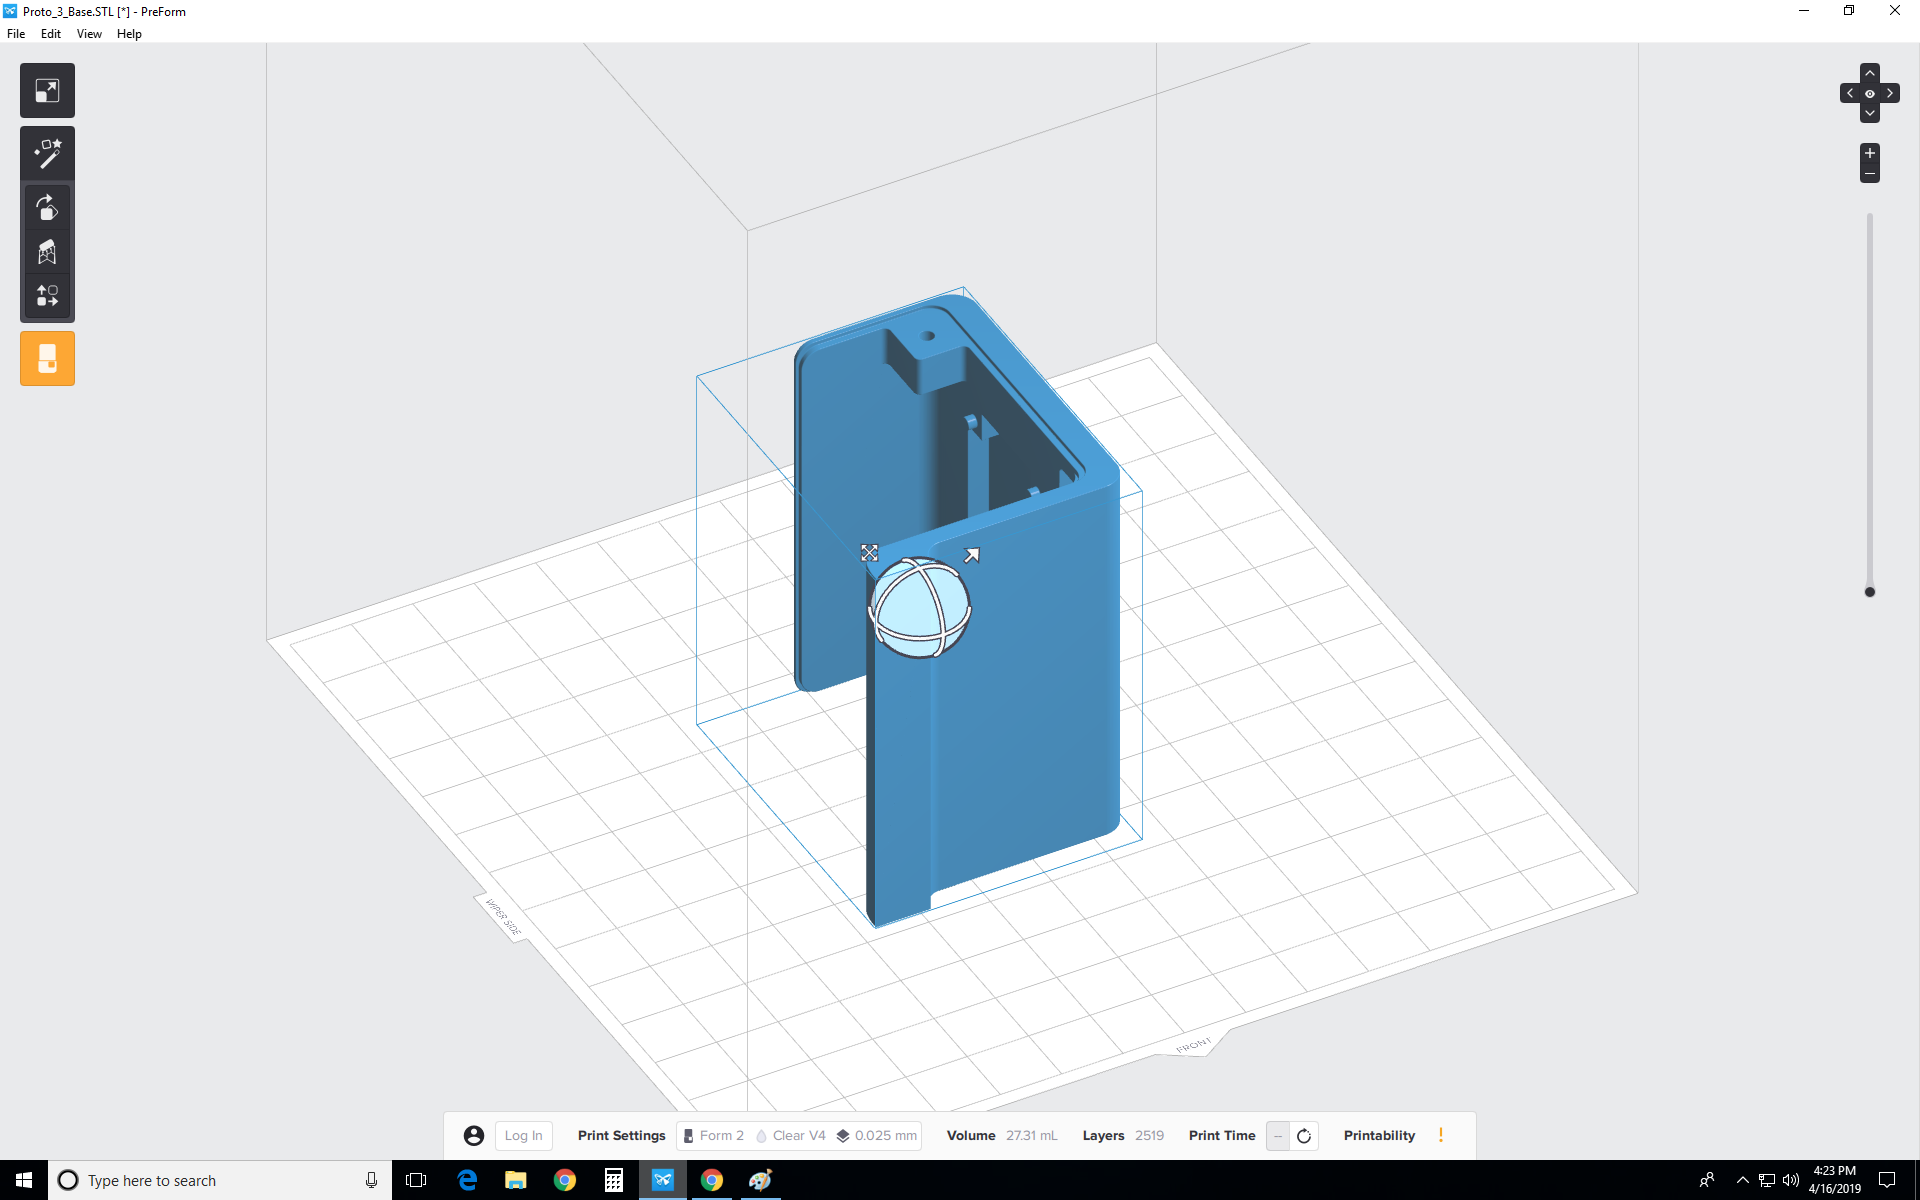 Proto_3_Base.STL [*] - PreForm
File Edit View Help
WIPER SIDE
FRONT
Log In Print Settings Form 2 Clear V4 0.025 mm Volume 27.31 mL Layers 2519 Print Time -- Printability !
Type here to search
4:23 PM
4/16/2019